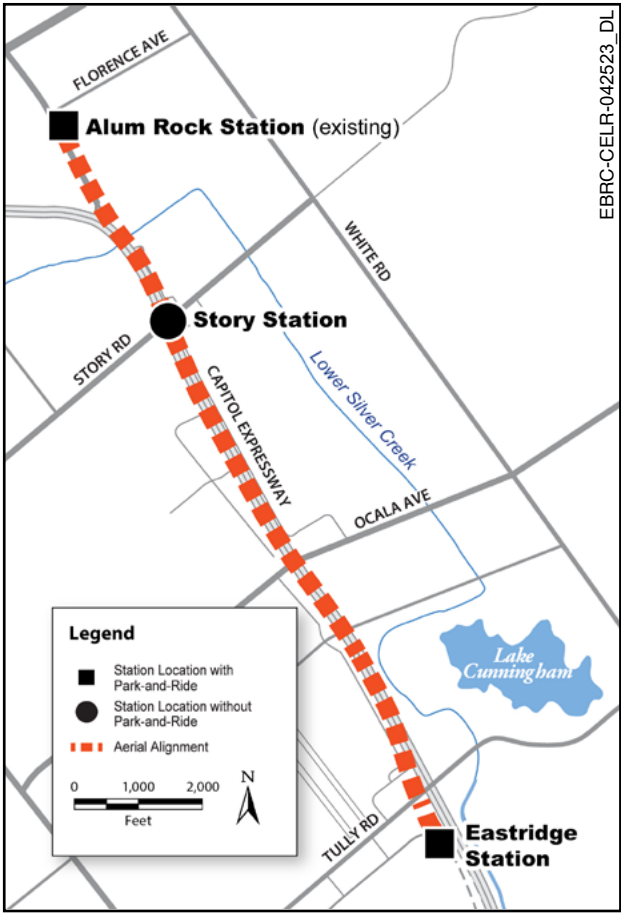 EBRC-CELR-042523_DL
FLORENCE AVE
Alum Rock Station (existing)
WHITE RD
Story Station
STORY RD
CAPITOL EXPRESSWAY
Lower Silver Creek
OCALA AVE
Lake
Cunningham
Legend
Station Location with
Park-and-Ride
Station Location without
Park-and-Ride
Aerial Alignment
0 1,000 2,000
Feet
N
TULLY RD
Eastridge
Station